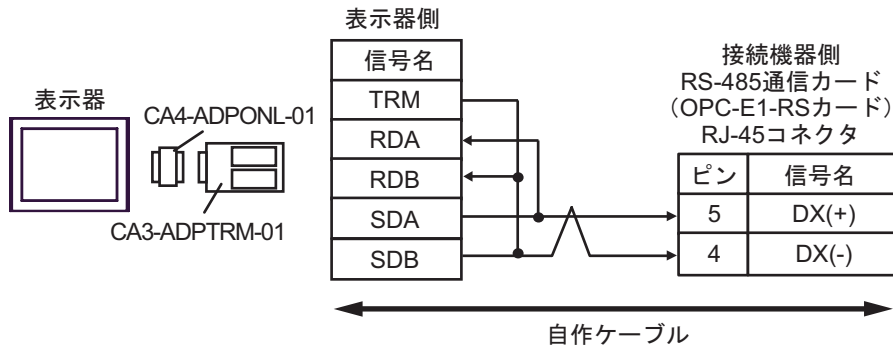 表示器側
表示器
CA4-ADPONL-01
CA3-ADPTRM-01
信号名
TRM
RDA
RDB
SDA
SDB
接続機器側
RS-485通信カード
（OPC-E1-RSカード）
RJ-45コネクタ
ピン 信号名
5 DX(+)
4 DX(-)
自作ケーブル